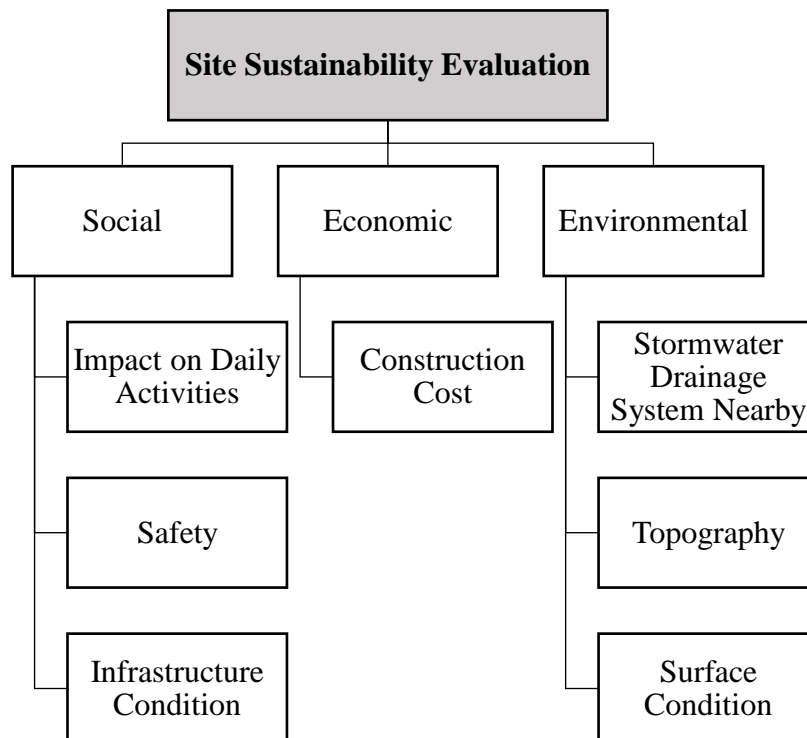 Site Sustainability Evaluation
Social
Economic
Environmental
Impact on Daily
Activities
Construction
Cost
Stormwater
Drainage
System Nearby
Safety
Topography
Infrastructure
Condition
Surface
Condition